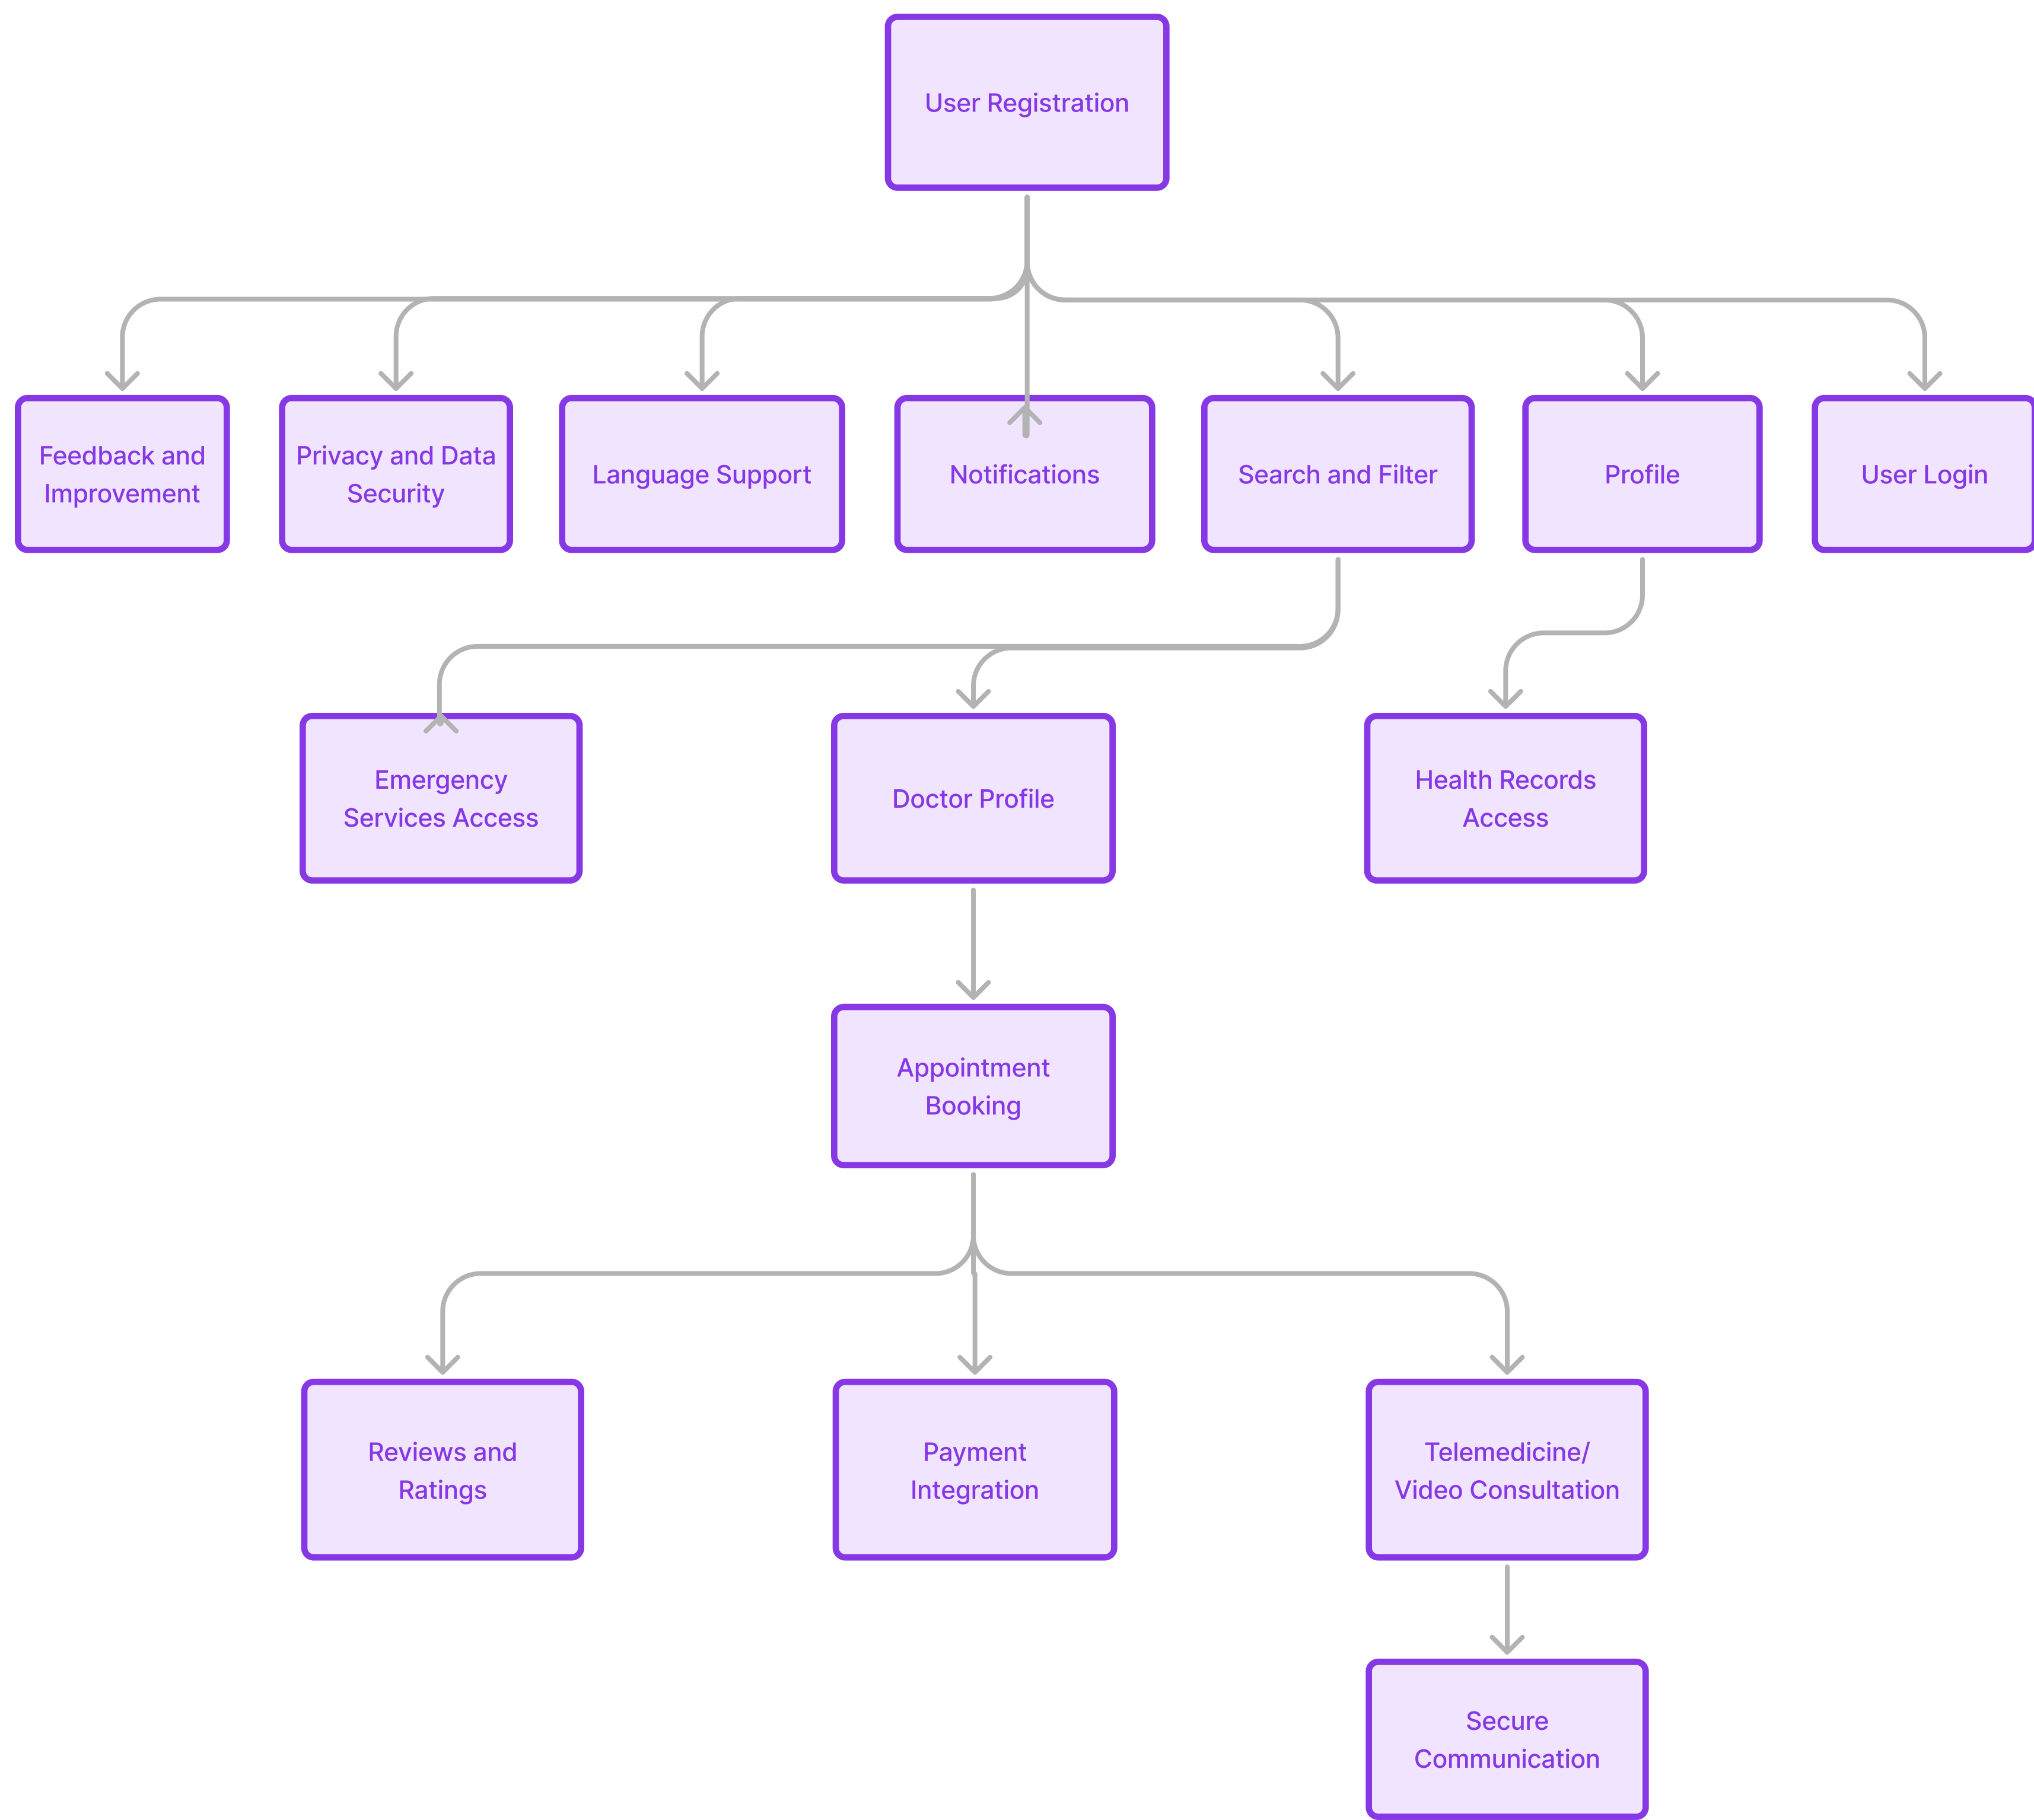 User Registration
Feedback and
Improvement
Privacy and Data
Security
Language Support
Notifications
Search and Filter
Profile
User Login
Emergency
Services Access
Doctor Profile
Health Records
Access
Appointment
Booking
Reviews and
Ratings
Payment
Integration
Telemedicine/
Video Consultation
Secure
Communication